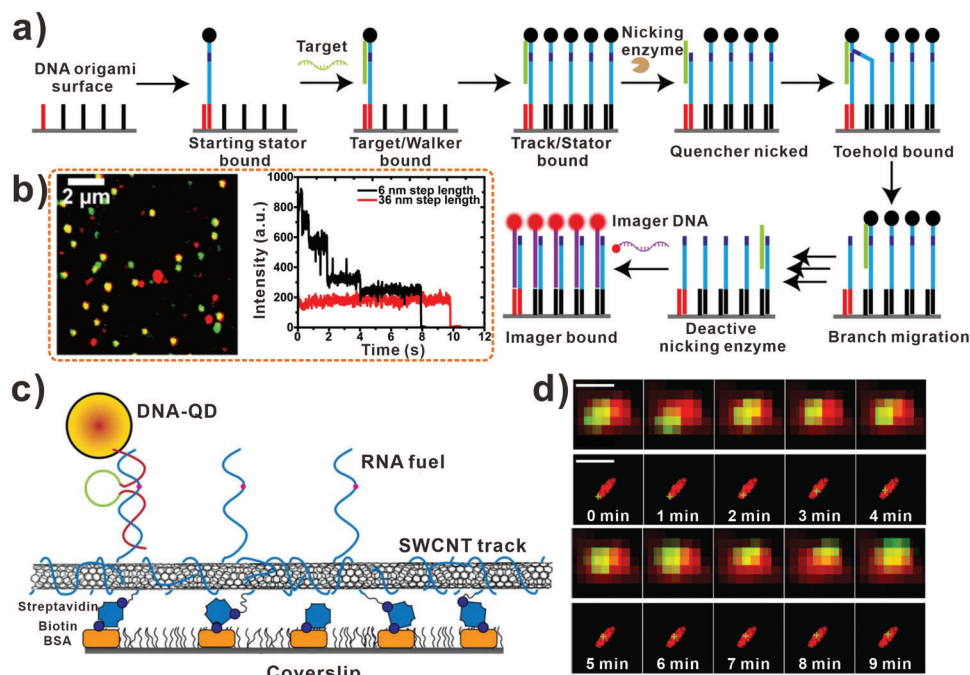 a)
DNA origami
surface
Starting stator
bound
Target
Target/Walker
bound
Track/Stator
bound
Nicking
enzyme
Quencher nicked
Toehold bound
b)
2 μm
Intensity (a.u.)
1000
800
600
400
200
0
0 2 4 6 8 10 12
Time (s)
6 nm step length
36 nm step length
Imager DNA
Imager bound
Deactive
nicking enzyme
Branch migration
c)
DNA-QD
RNA fuel
SWCNT track
Streptavidin
Biotin
BSA
Coverslip
d)
0 min 1 min 2 min 3 min 4 min
5 min 6 min 7 min 8 min 9 min